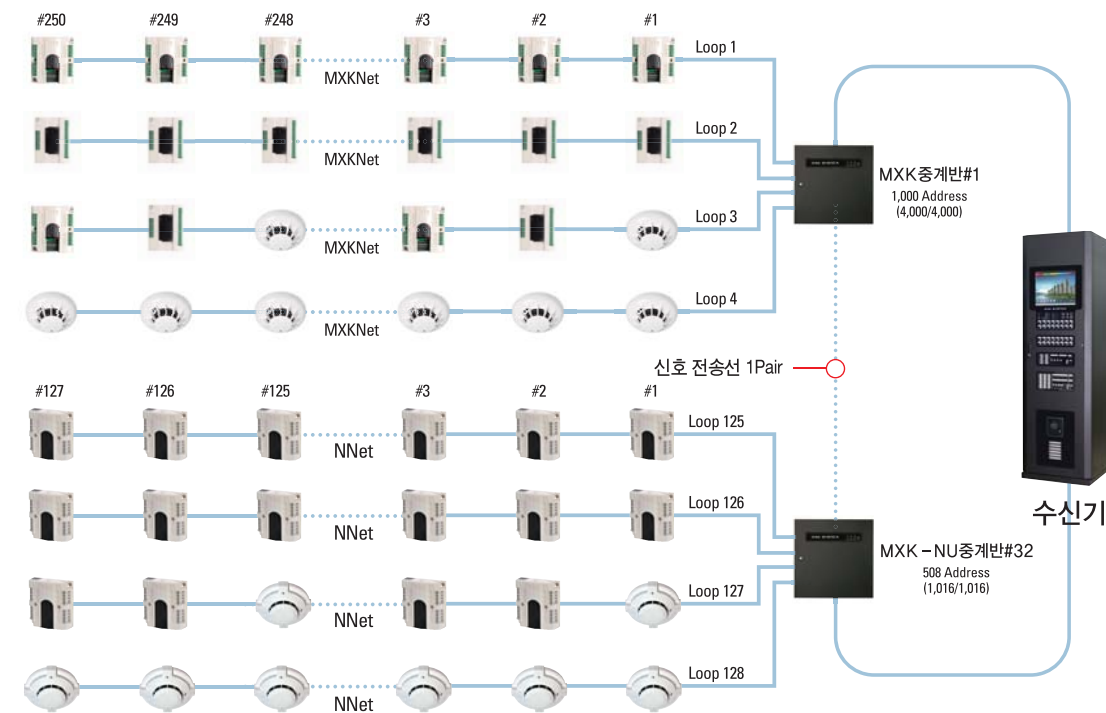 #250 #249 #248 #3 #2 #1
Loop 1
MXKNet
Loop 2
MXKNet
MXK중계반#1
1,000 Address
(4,000/4,000)
Loop 3
MXKNet
Loop 4
MXKNet
신호 전송선 1Pair
#127 #126 #125 #3 #2 #1
Loop 125
NNet
Loop 126
NNet
수신기
MXK-NU중계반#32
508 Address
(1,016/1,016)
Loop 127
NNet
Loop 128
NNet